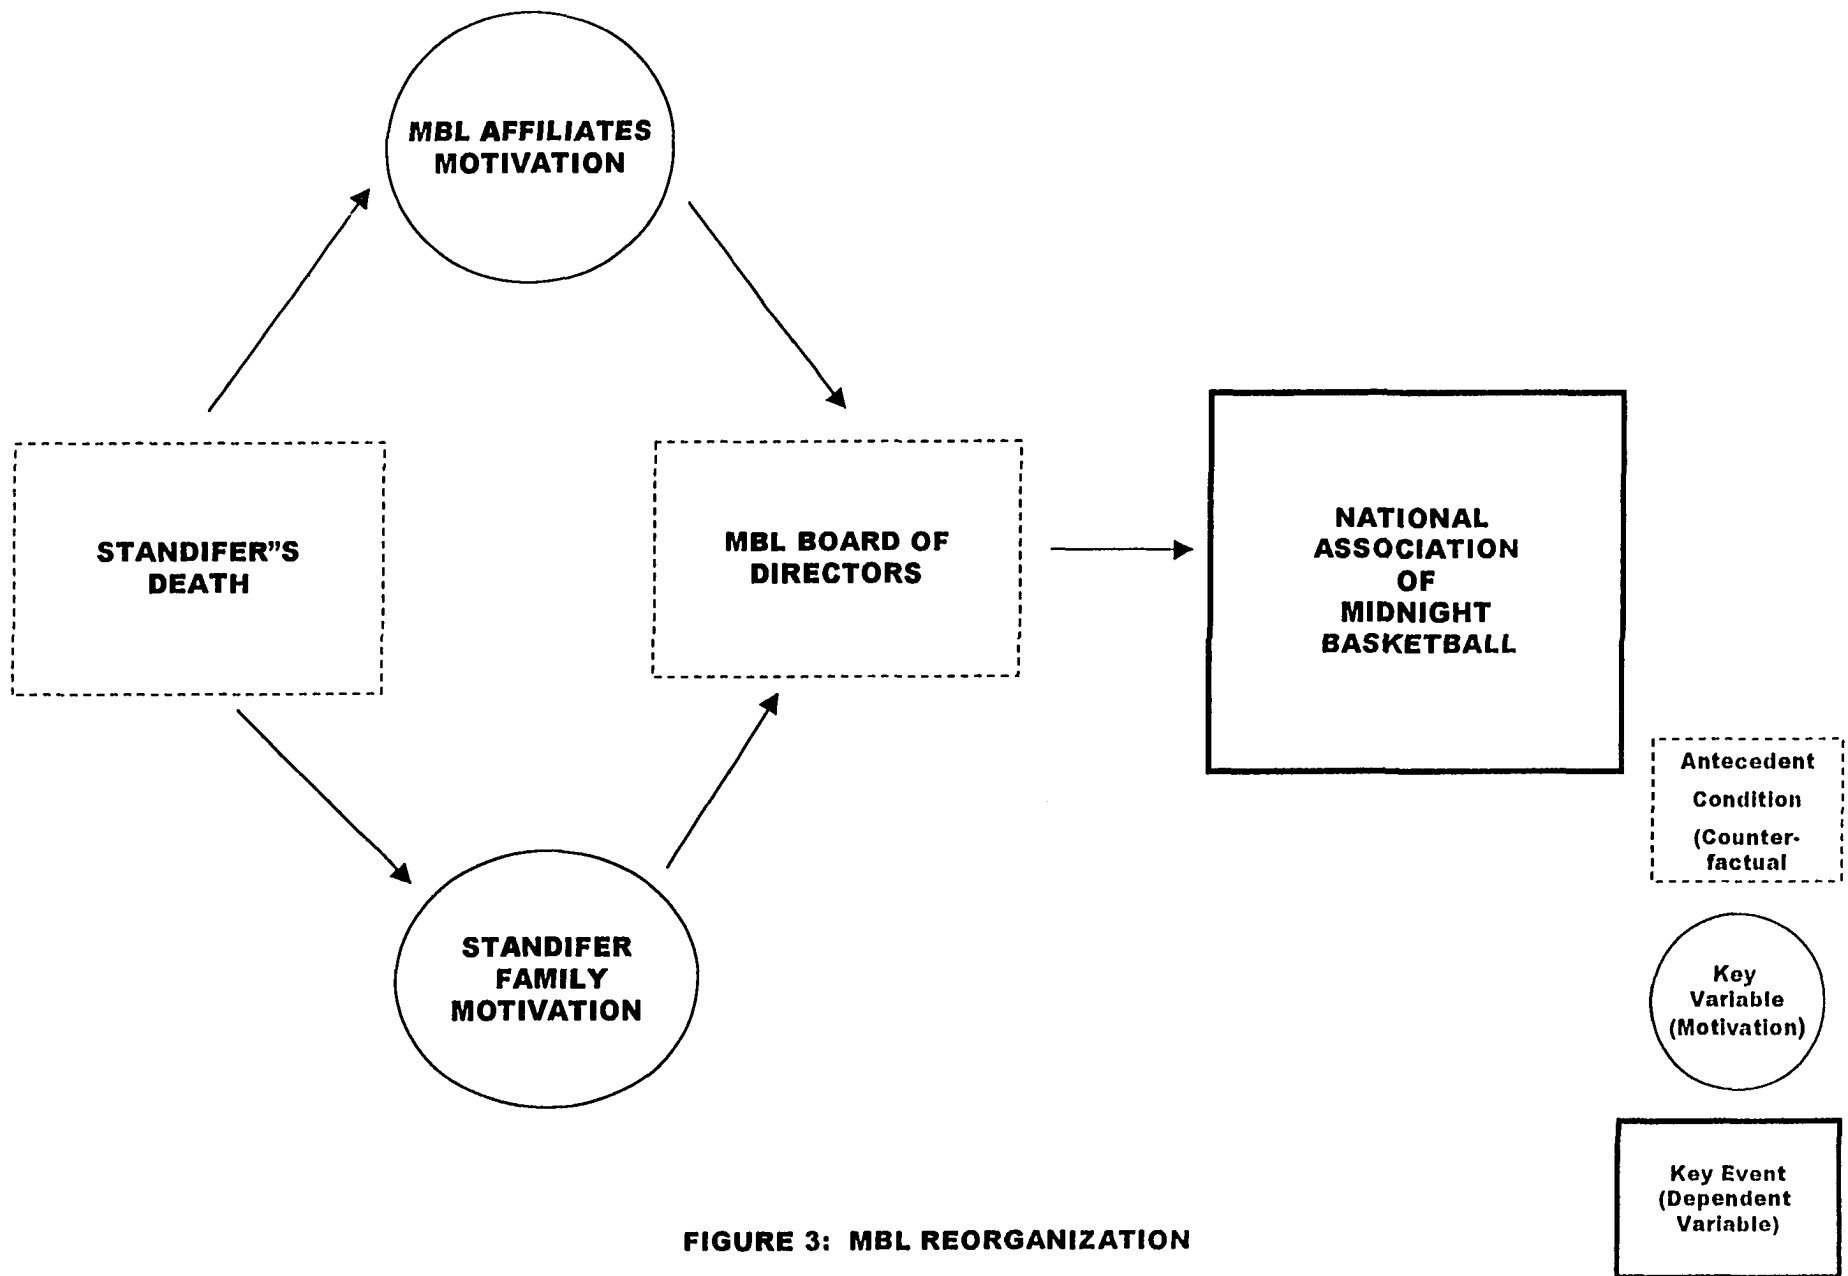 MBL AFFILIATES
MOTIVATION
STANDIFER"S
DEATH
MBL BOARD OF
DIRECTORS
NATIONAL
ASSOCIATION
OF
MIDNIGHT
BASKETBALL
STANDIFER
FAMILY
MOTIVATION
Antecedent
Condition
(Counter-
factual
Key
Variable
(Motivation)
Key Event
(Dependent
Variable)
FIGURE 3: MBL REORGANIZATION